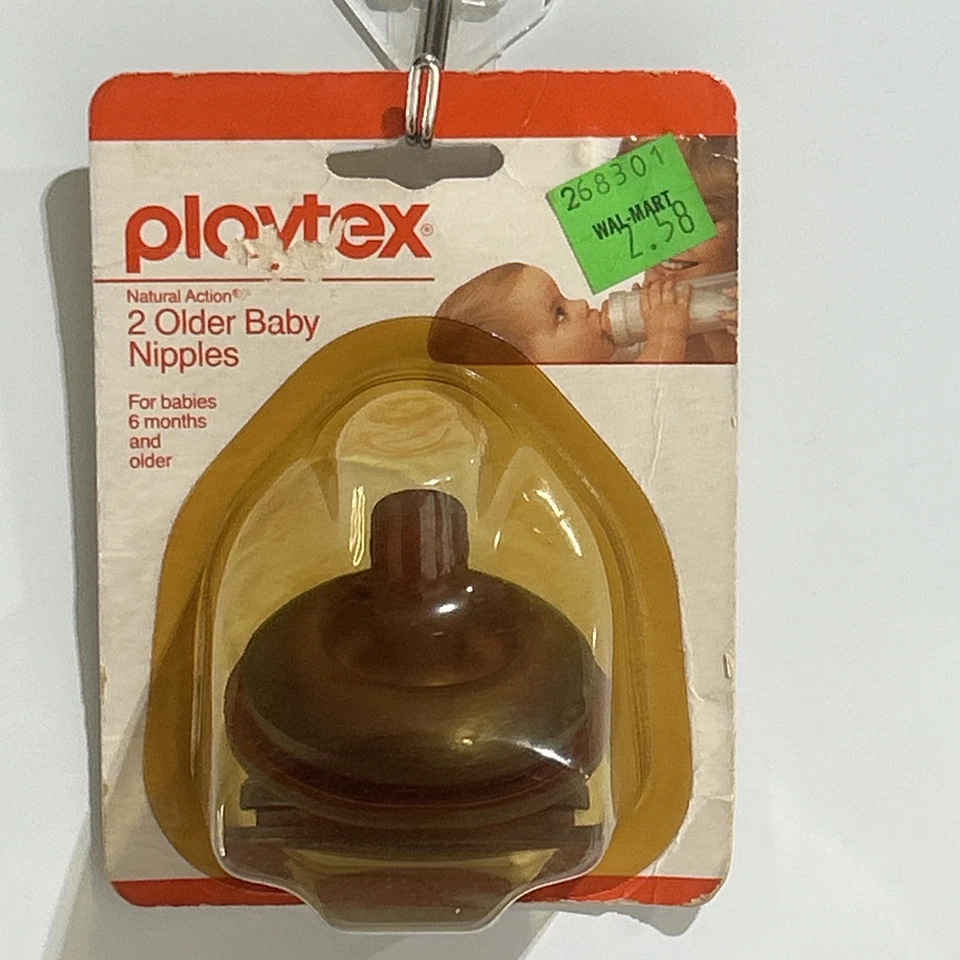 playtex®
Natural Action®
2 Older Baby
Nipples
For babies
6 months
and
older
268301
WAL-MART
2.58